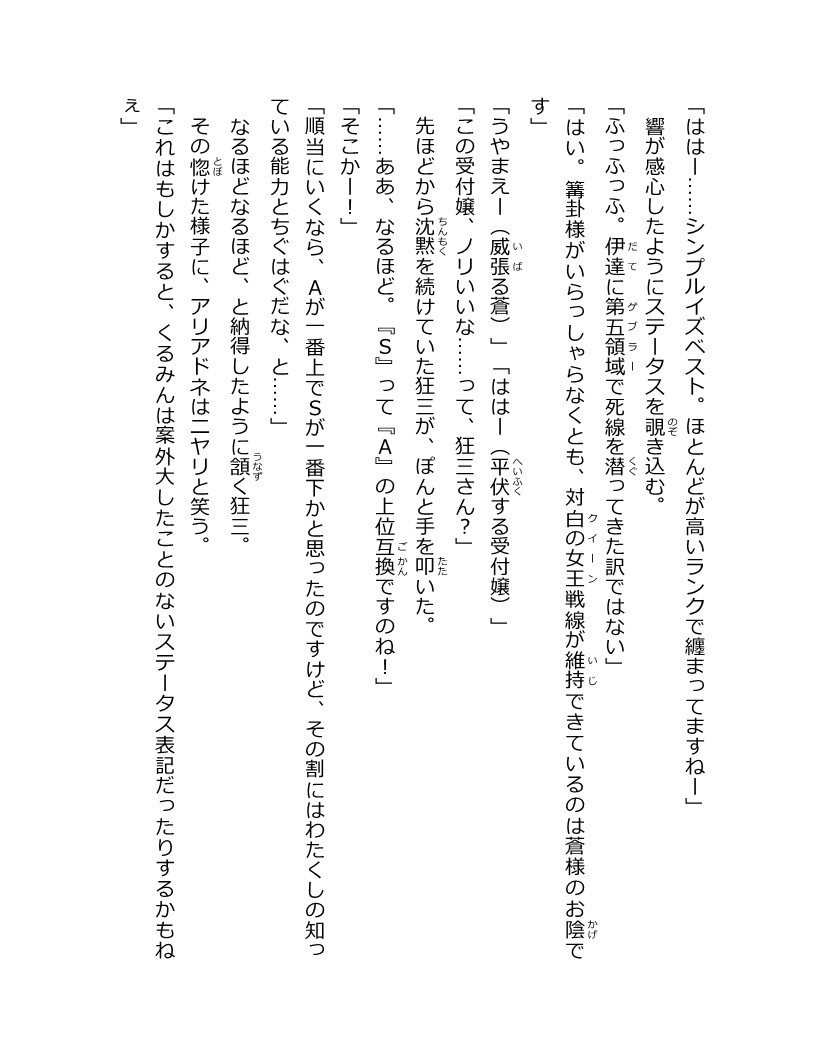 「ははー……シンプルイズベスト。ほとんどが高いランクで纏まってますねー」
響が感心したようにステータスを覗き込む。
「ふっふっふ。伊達に第五領域で死線を潜ってきた訳ではない」
「はい。篝卦様がいらっしゃらなくとも、対白の女王戦線が維持できているのは蒼様のお陰で
す」
「うやまえー（威張る蒼）」「ははー（平伏する受付嬢）」
「この受付嬢、ノリいいな……って、狂三さん？」
先ほどから沈黙を続けていた狂三が、ぽんと手を叩いた。
「……ああ、なるほど。『S』って『A』の上位互換ですのね！」
「そこかー！」
「順当にいくなら、Aが一番上でSが一番下かと思ったのですけど、その割にはわたくしの知っ
ている能力とちぐはぐだな、と……」
なるほどなるほど、と納得したように頷く狂三。
その惚けた様子に、アリアドネはニヤリと笑う。
「これはもしかすると、くるみんは案外大したことのないステータス表記だったりするかもね
ぇ」